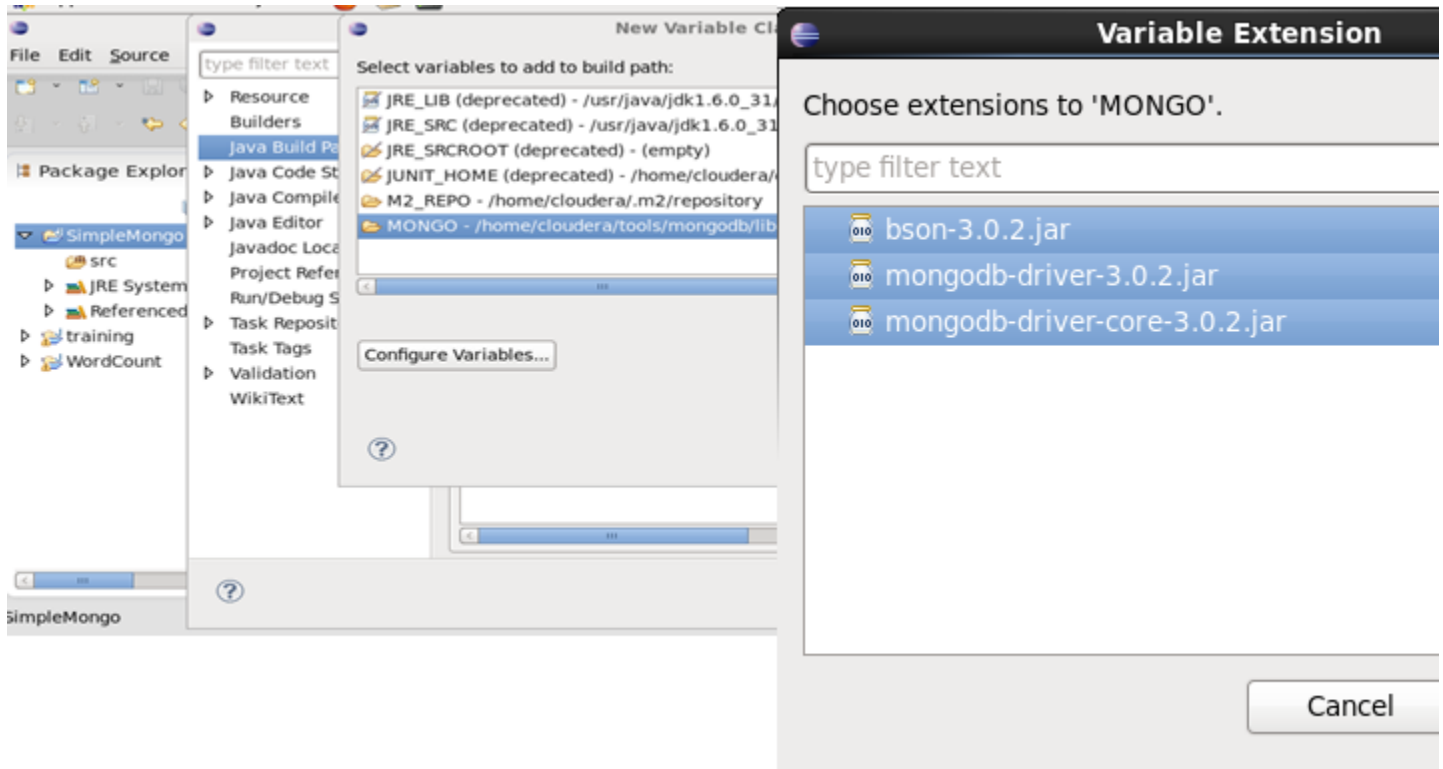 File Edit Source
Package Explor
SimpleMongo
src
JRE System
Referenced
training
WordCount
SimpleMongo
type filter text
Resource
Builders
Java Build Pa
Java Code St
Java Compile
Java Editor
Javadoc Loca
Project Refer
Run/Debug S
Task Reposit
Task Tags
Validation
WikiText
New Variable Cl
Select variables to add to build path:
JRE_LIB (deprecated) - /usr/java/jdk1.6.0_31/
JRE_SRC (deprecated) - /usr/java/jdk1.6.0_31
JRE_SRCROOT (deprecated) - (empty)
JUNIT_HOME (deprecated) - /home/cloudera/
M2_REPO - /home/cloudera/.m2/repository
MONGO - /home/cloudera/tools/mongodb/lib
Configure Variables...
Variable Extension
Choose extensions to 'MONGO'.
type filter text
bson-3.0.2.jar
mongodb-driver-3.0.2.jar
mongodb-driver-core-3.0.2.jar
Cancel